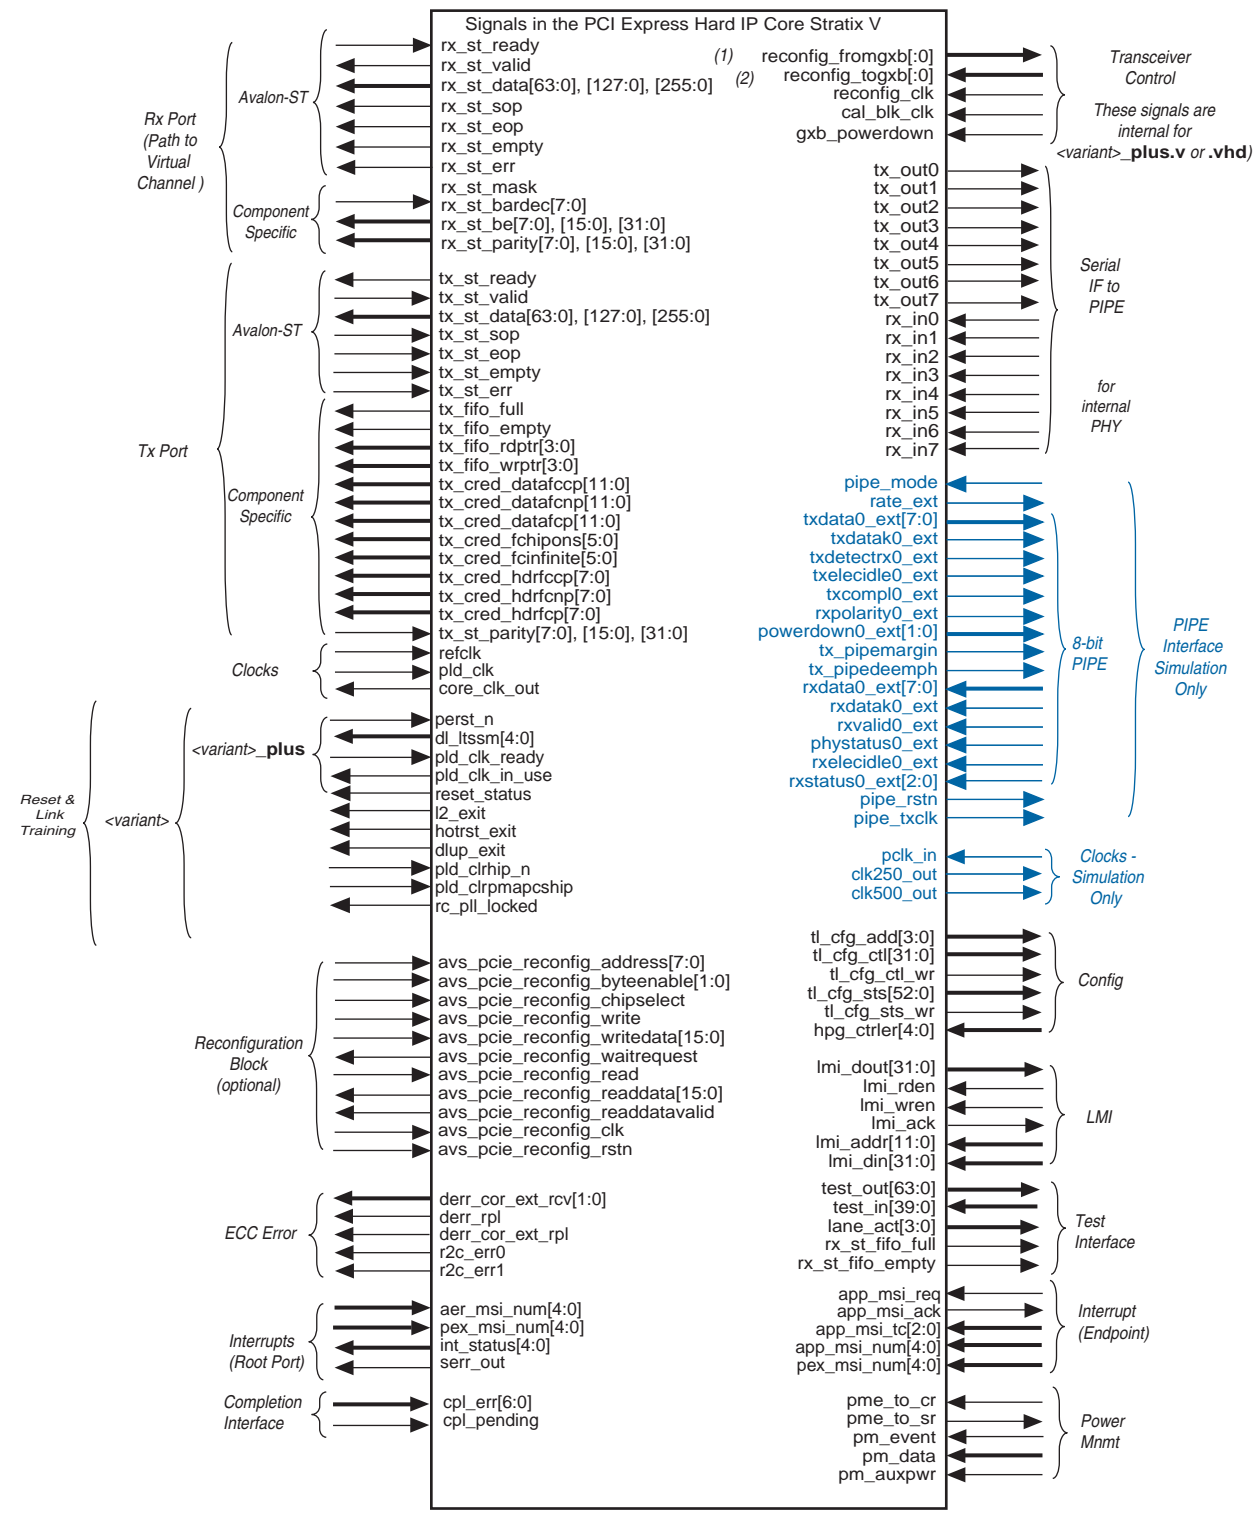 Signals in the PCI Express Hard IP Core Stratix V
Rx Port
(Path to
Virtual
Channel )
Avalon-ST
rx_st_ready
rx_st_valid
rx_st_data[63:0], [127:0], [255:0]
rx_st_sop
rx_st_eop
rx_st_empty
rx_st_err
Component
Specific
rx_st_mask
rx_st_bardec[7:0]
rx_st_be[7:0], [15:0], [31:0]
rx_st_parity[7:0], [15:0], [31:0]
Tx Port
Avalon-ST
tx_st_ready
tx_st_valid
tx_st_data[63:0], [127:0], [255:0]
tx_st_sop
tx_st_eop
tx_st_empty
tx_st_err
Component
Specific
tx_fifo_full
tx_fifo_empty
tx_fifo_rdptr[3:0]
tx_fifo_wrptr[3:0]
tx_cred_datafccp[11:0]
tx_cred_datafcnp[11:0]
tx_cred_datafcp[11:0]
tx_cred_fchipons[5:0]
tx_cred_fcinfinite[5:0]
tx_cred_hdrfccp[7:0]
tx_cred_hdrfcnp[7:0]
tx_cred_hdrfcp[7:0]
tx_st_parity[7:0], [15:0], [31:0]
Clocks
refclk
pld_clk
core_clk_out
Reset &
Link
Training
<variant>
<variant>_plus
perst_n
dl_ltssm[4:0]
pld_clk_ready
pld_clk_in_use
reset_status
l2_exit
hotrst_exit
dlup_exit
pld_clrhip_n
pld_clrpmapcship
rc_pll_locked
Reconfiguration
Block
(optional)
avs_pcie_reconfig_address[7:0]
avs_pcie_reconfig_byteenable[1:0]
avs_pcie_reconfig_chipselect
avs_pcie_reconfig_write
avs_pcie_reconfig_writedata[15:0]
avs_pcie_reconfig_waitrequest
avs_pcie_reconfig_read
avs_pcie_reconfig_readdata[15:0]
avs_pcie_reconfig_readdatavalid
avs_pcie_reconfig_clk
avs_pcie_reconfig_rstn
ECC Error
derr_cor_ext_rcv[1:0]
derr_rpl
derr_cor_ext_rpl
r2c_err0
r2c_err1
Interrupts
(Root Port)
aer_msi_num[4:0]
pex_msi_num[4:0]
int_status[4:0]
serr_out
Completion
Interface
cpl_err[6:0]
cpl_pending
(1) reconfig_fromgxb[:0]
(2) reconfig_togxb[:0]
reconfig_clk
cal_blk_clk
gxb_powerdown
Transceiver
Control
These signals are
internal for
<variant>_plus.v or .vhd)
tx_out0
tx_out1
tx_out2
tx_out3
tx_out4
tx_out5
tx_out6
tx_out7
rx_in0
rx_in1
rx_in2
rx_in3
rx_in4
rx_in5
rx_in6
rx_in7
Serial
IF to
PIPE
for
internal
PHY
pipe_mode
rate_ext
txdata0_ext[7:0]
txdatak0_ext
txdetectrx0_ext
txelecidle0_ext
txcompl0_ext
rxpolarity0_ext
powerdown0_ext[1:0]
tx_pipemargin
tx_pipedeemph
rxdata0_ext[7:0]
rxdatak0_ext
rxvalid0_ext
phystatus0_ext
rxelecidle0_ext
rxstatus0_ext[2:0]
pipe_rstn
pipe_txclk
8-bit
PIPE
PIPE
Interface
Simulation
Only
pclk_in
clk250_out
clk500_out
Clocks -
Simulation
Only
tl_cfg_add[3:0]
tl_cfg_ctl[31:0]
tl_cfg_ctl_wr
tl_cfg_sts[52:0]
tl_cfg_sts_wr
hpg_ctrler[4:0]
Config
lmi_dout[31:0]
lmi_rden
lmi_wren
lmi_ack
lmi_addr[11:0]
lmi_din[31:0]
LMI
test_out[63:0]
test_in[39:0]
lane_act[3:0]
rx_st_fifo_full
rx_st_fifo_empty
Test
Interface
app_msi_req
app_msi_ack
app_msi_tc[2:0]
app_msi_num[4:0]
pex_msi_num[4:0]
Interrupt
(Endpoint)
pme_to_cr
pme_to_sr
pm_event
pm_data
pm_auxpwr
Power
Mnmt